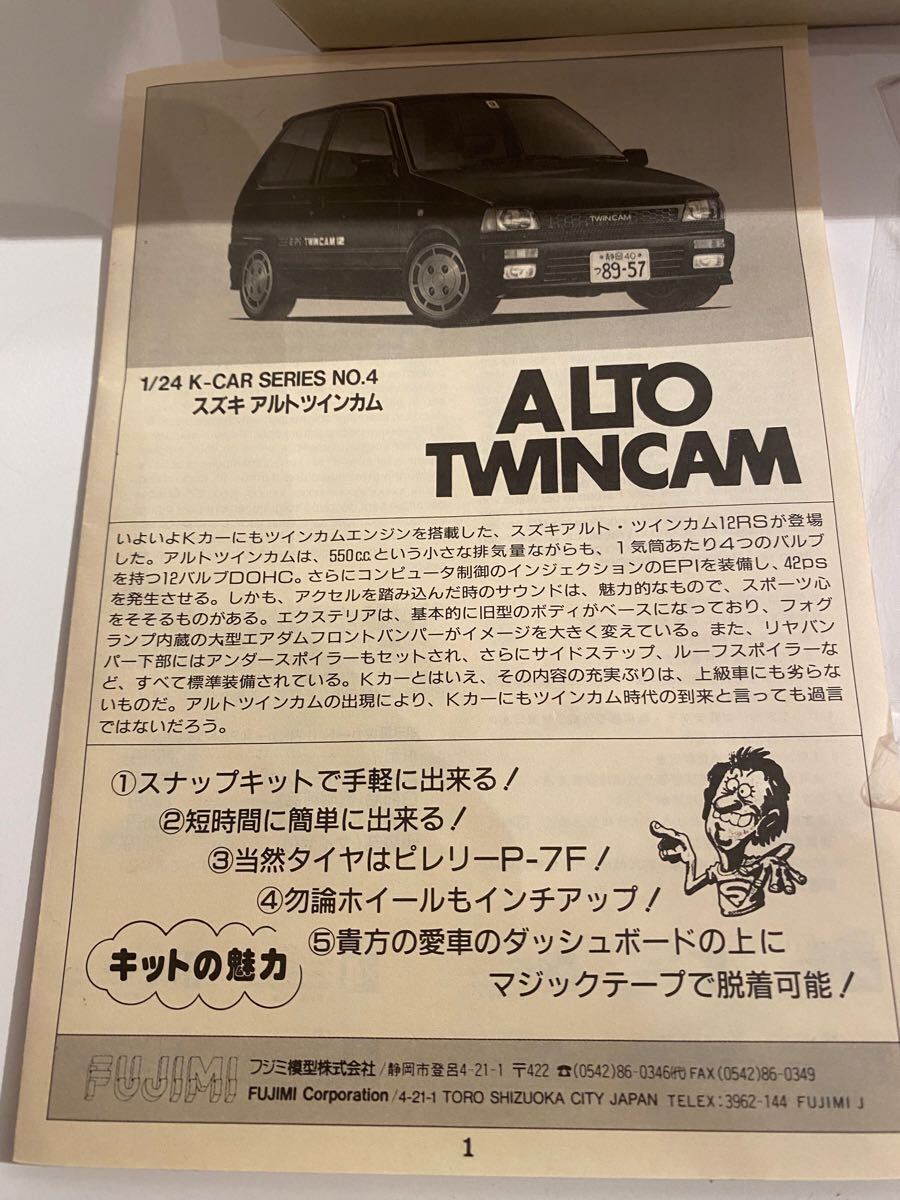 TWINCAM
EPI TWINCAM 12
静岡40
つ 89-57
1/24 K-CAR SERIES NO.4
スズキ アルトツインカム
ALTO
TWINCAM
いよいよKカーにもツインカムエンジンを搭載した、スズキアルト・ツインカム12RSが登場
した。アルトツインカムは、550ccという小さな排気量ながらも、1気筒あたり4つのバルブ
を持つ12バルブDOHC。さらにコンピュータ制御のインジェクションのEPIを装備し、42ps
を発生させる。しかも、アクセルを踏み込んだ時のサウンドは、魅力的なもので、スポーツ心
をそそるものがある。エクステリアは、基本的に旧型のボディがベースになっており、フォグ
ランプ内蔵の大型エアダムフロントバンパーがイメージを大きく変えている。また、リヤバン
パー下部にはアンダースポイラーもセットされ、さらにサイドステップ、ルーフスポイラーな
ど、すべて標準装備されている。Kカーとはいえ、その内容の充実ぶりは、上級車にも劣らな
いものだ。アルトツインカムの出現により、Kカーにもツインカム時代の到来と言っても過言
ではないだろう。
①スナップキットで手軽に出来る!
②短時間に簡単に出来る!
③当然タイヤはピレリーP-7F!
④勿論ホイールもインチアップ!
⑤貴方の愛車のダッシュボードの上に
マジックテープで脱着可能!
キットの魅力
FUJIMI
フジミ模型株式会社/静岡市登呂4-21-1 〒422 ☎(0542)86-0346㈹ FAX(0542)86-0349
FUJIMI Corporation/4-21-1 TORO SHIZUOKA CITY JAPAN TELEX:3962-144 FUJIMI J
1